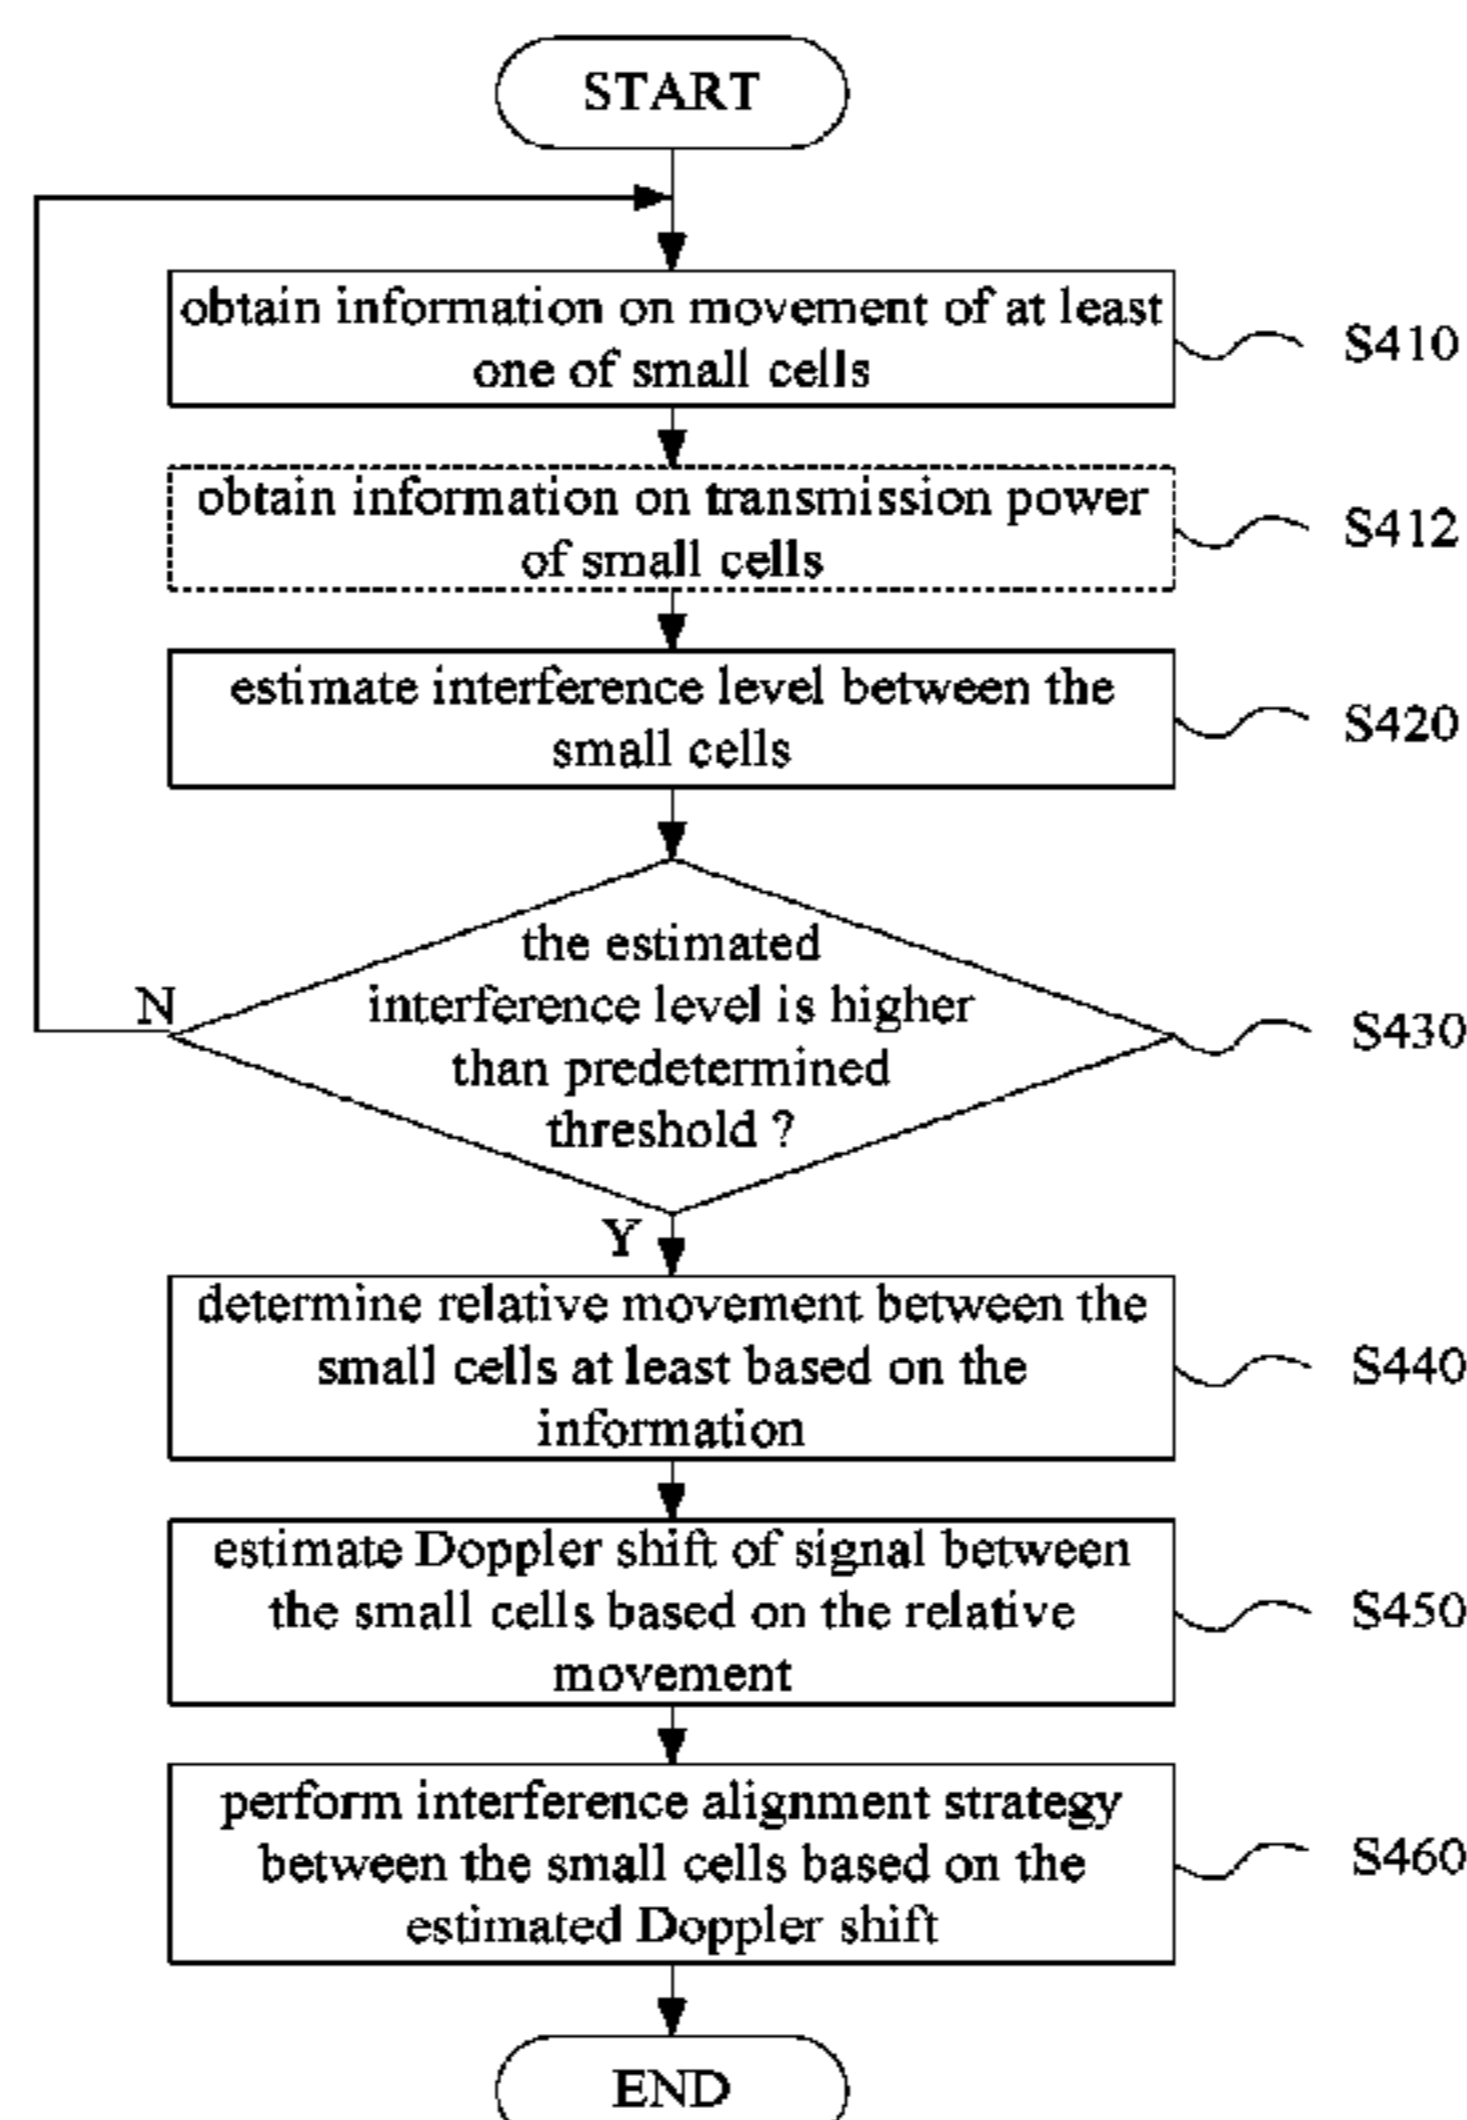 START
obtain information on movement of at least
one of small cells
S410
obtain information on transmission power
of small cells
S412
estimate interference level between the
small cells
S420
the estimated
interference level is higher
than predetermined
threshold ?
N
S430
Y
determine relative movement between the
small cells at least based on the
information
S440
estimate Doppler shift of signal between
the small cells based on the relative
movement
S450
perform interference alignment strategy
between the small cells based on the
estimated Doppler shift
S460
END